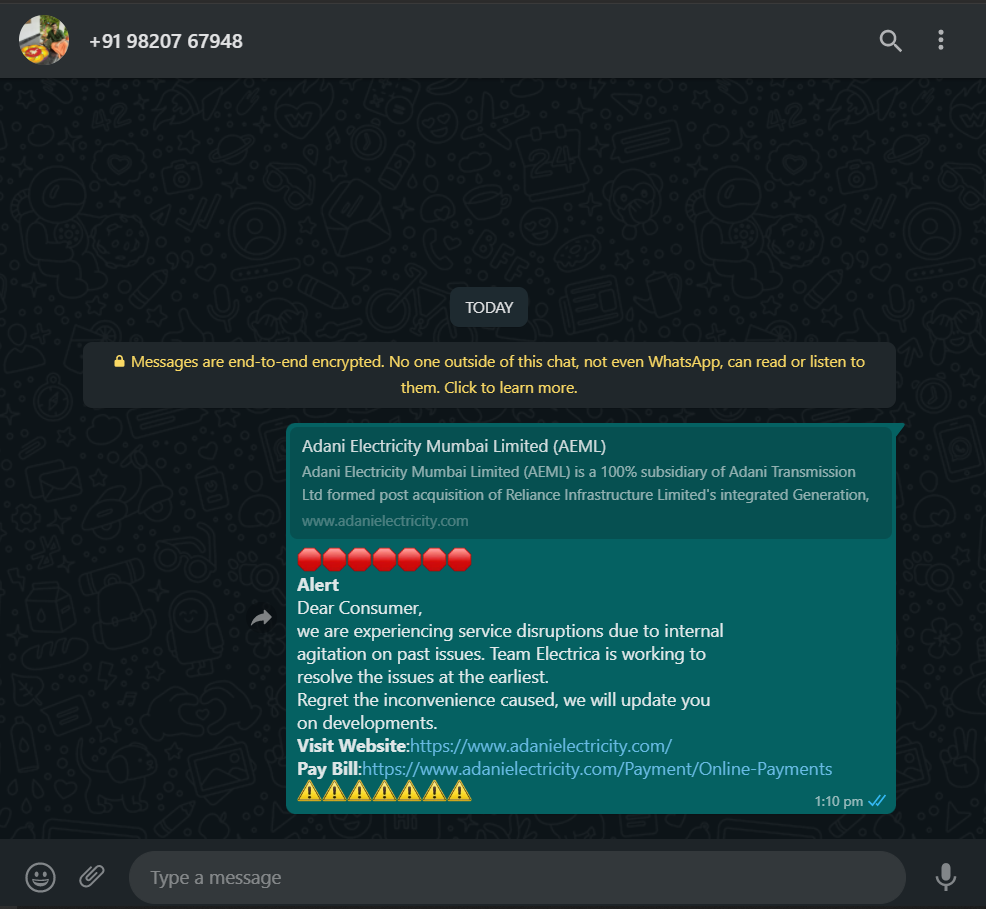 +91 98207 67948
TODAY
Messages are end-to-end encrypted. No one outside of this chat, not even WhatsApp, can read or listen to
them. Click to learn more.
Adani Electricity Mumbai Limited (AEML)
Adani Electricity Mumbai Limited (AEML) is a 100% subsidiary of Adani Transmission
Ltd formed post acquisition of Reliance Infrastructure Limited's integrated Generation,
www.adanielectricity.com
🛑🛑🛑🛑🛑🛑🛑
Alert
Dear Consumer,
we are experiencing service disruptions due to internal
agitation on past issues. Team Electrica is working to
resolve the issues at the earliest.
Regret the inconvenience caused, we will update you
on developments.
Visit Website:https://www.adanielectricity.com/
Pay Bill:https://www.adanielectricity.com/Payment/Online-Payments
⚠️⚠️⚠️⚠️⚠️⚠️⚠️
1:10 pm
Type a message